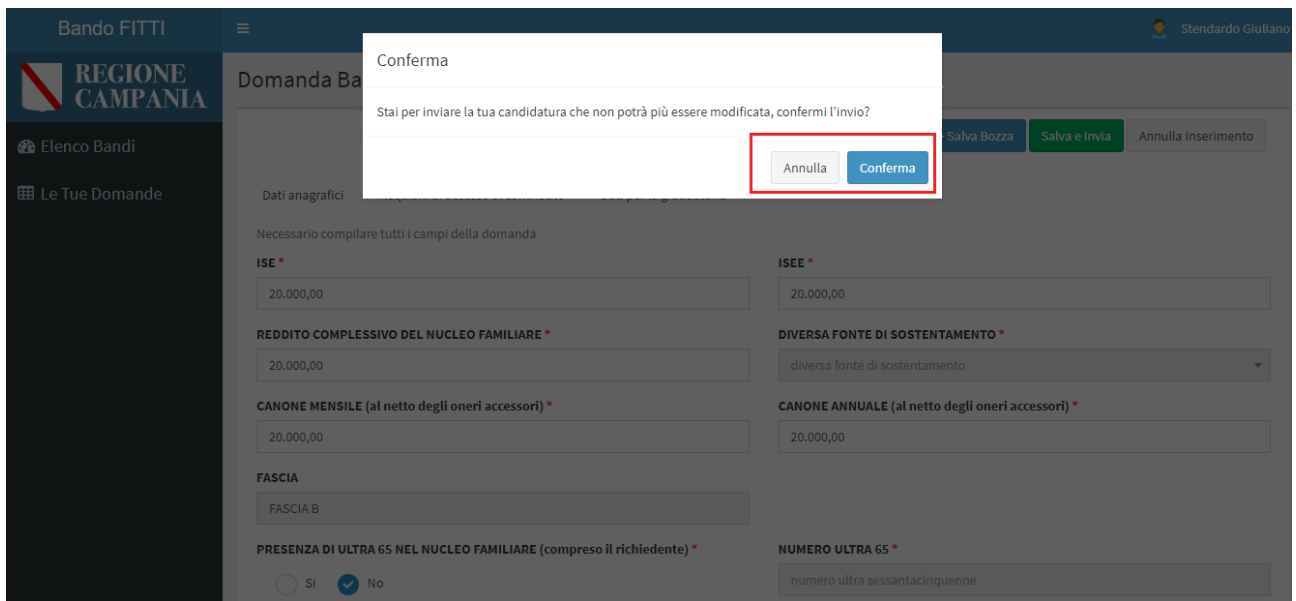 Bando FITTI
Stendardo Giuliano
REGIONE
CAMPANIA
Elenco Bandi
Le Tue Domande
Domanda Ba
Conferma
Stai per inviare la tua candidatura che non potrà più essere modificata, confermi l'invio?
Annulla
Conferma
Salva Bozza
Salva e Invia
Annulla Inserimento
Dati anagrafici
Necessario compilare tutti i campi della domanda
ISE *
ISEE *
20.000,00
20.000,00
REDDITO COMPLESSIVO DEL NUCLEO FAMILIARE *
DIVERSA FONTE DI SOSTENTAMENTO *
20.000,00
diversa fonte di sostentamento
CANONE MENSILE (al netto degli oneri accessori) *
CANONE ANNUALE (al netto degli oneri accessori) *
20.000,00
20.000,00
FASCIA
FASCIA B
PRESENZA DI ULTRA 65 NEL NUCLEO FAMILIARE (compreso il richiedente) *
NUMERO ULTRA 65 *
Si
No
numero ultra sessantacinquenne